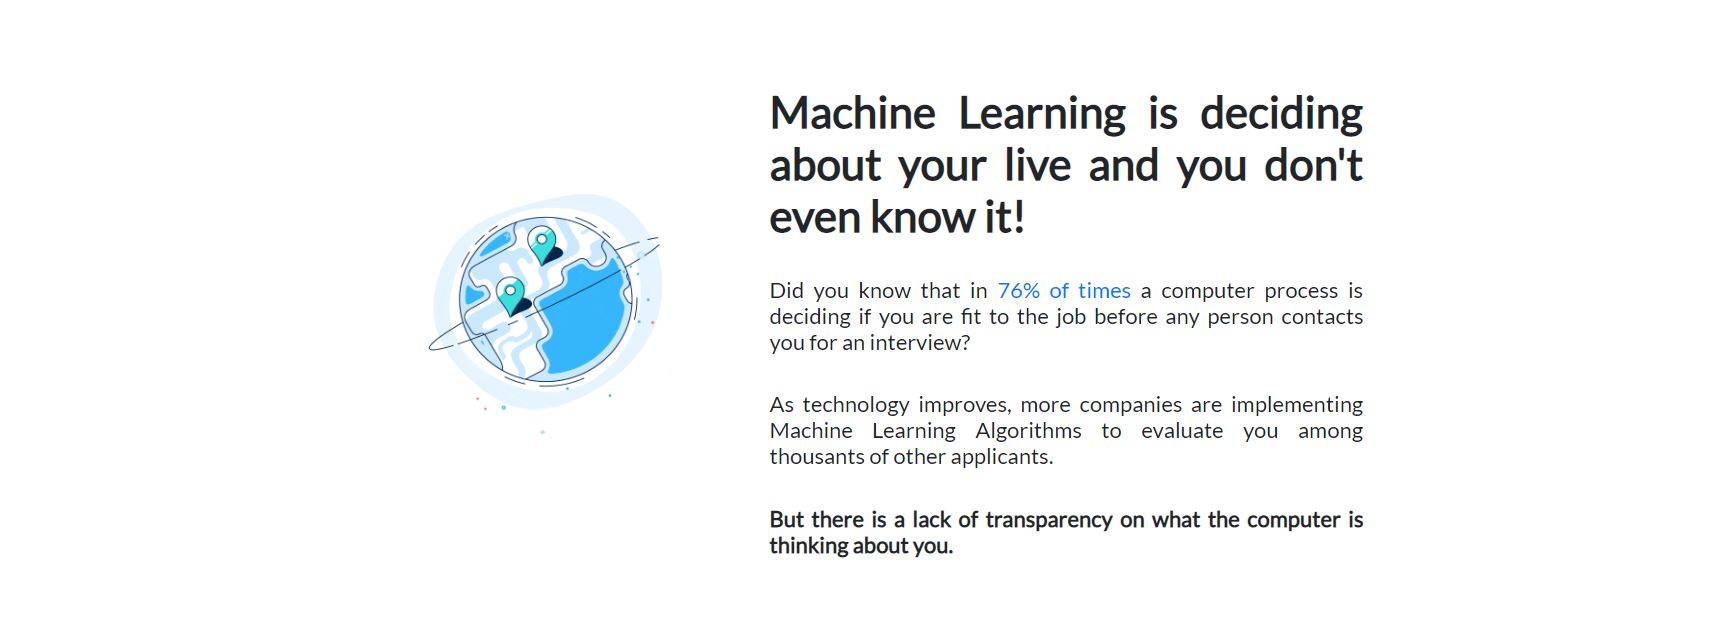 Machine Learning is deciding
about your live and you don't
even know it!
Did you know that in 76% of times a computer process is
deciding if you are fit to the job before any person contacts
you for an interview?
As technology improves, more companies are implementing
Machine Learning Algorithms to evaluate you among
thousants of other applicants.
But there is a lack of transparency on what the computer is
thinking about you.